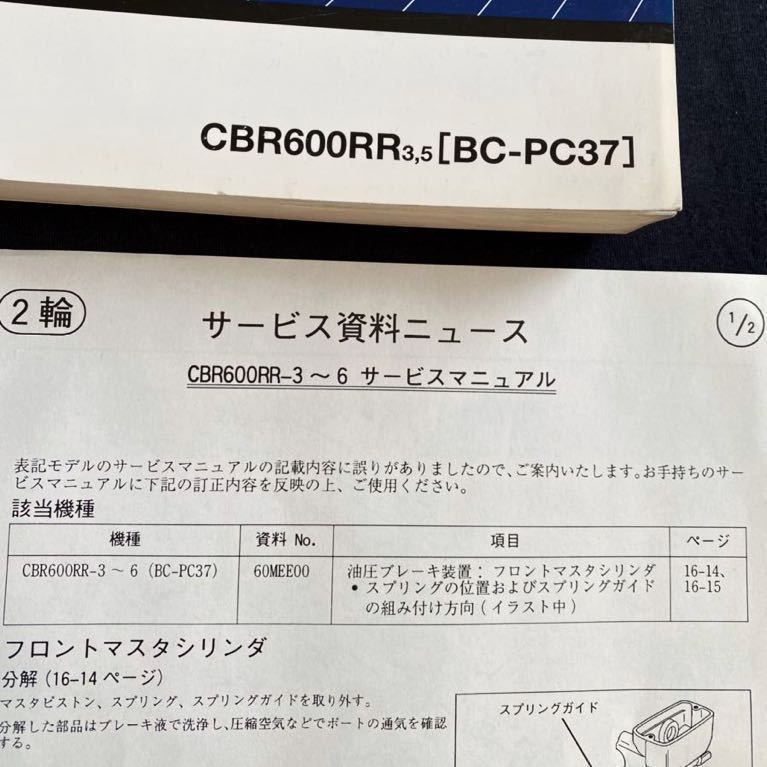 CBR600RR3,5[BC-PC37]
2輪
サービス資料ニュース
1/2
CBR600RR-3～6 サービスマニュアル
表記モデルのサービスマニュアルの記載内容に誤りがありましたので、ご案内いたします。お手持ちのサー
ビスマニュアルに下記の訂正内容を反映の上、ご使用ください。
該当機種
機種 資料 No. 項目 ページ
CBR600RR-3～6 (BC-PC37) 60MEE00 油圧ブレーキ装置：フロントマスタシリンダ 16-14、
• スプリングの位置およびスプリングガイド 16-15
の組み付け方向(イラスト中)
フロントマスタシリンダ
分解(16-14ページ)
マスタピストン、スプリング、スプリングガイドを取り外す。
分解した部品はブレーキ液で洗浄し、圧縮空気などでポートの通気を確認
する。
スプリングガイド